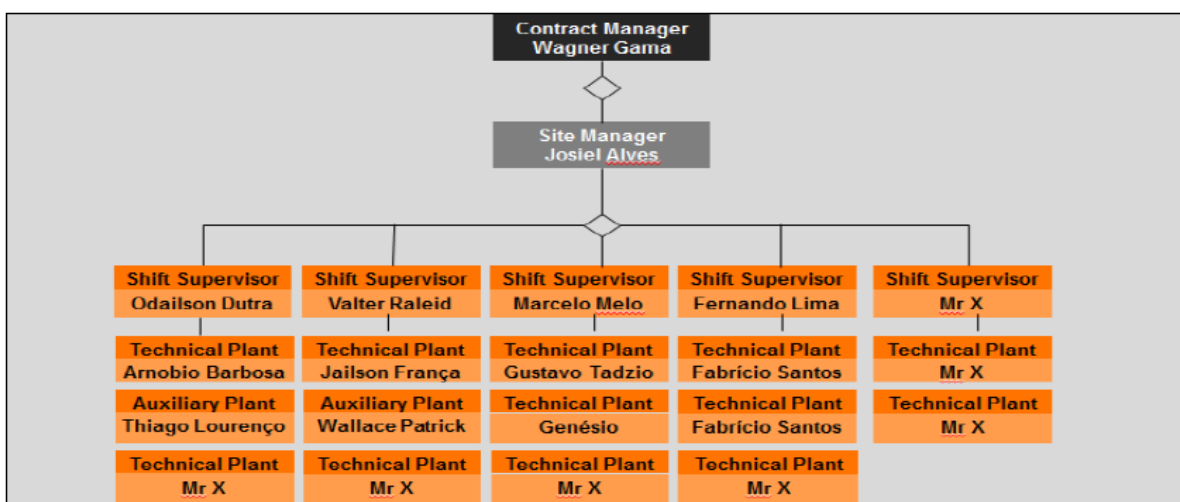 Contract Manager
Wagner Gama
Site Manager
Josiel Alves
Shift Supervisor
Odailson Dutra
Shift Supervisor
Valter Raleid
Shift Supervisor
Marcelo Melo
Shift Supervisor
Fernando Lima
Shift Supervisor
Mr X
Technical Plant
Arnobio Barbosa
Technical Plant
Jailson França
Technical Plant
Gustavo Tadzio
Technical Plant
Fabrício Santos
Technical Plant
Mr X
Auxiliary Plant
Thiago Lourenço
Auxiliary Plant
Wallace Patrick
Technical Plant
Genésio
Technical Plant
Fabrício Santos
Technical Plant
Mr X
Technical Plant
Mr X
Technical Plant
Mr X
Technical Plant
Mr X
Technical Plant
Mr X